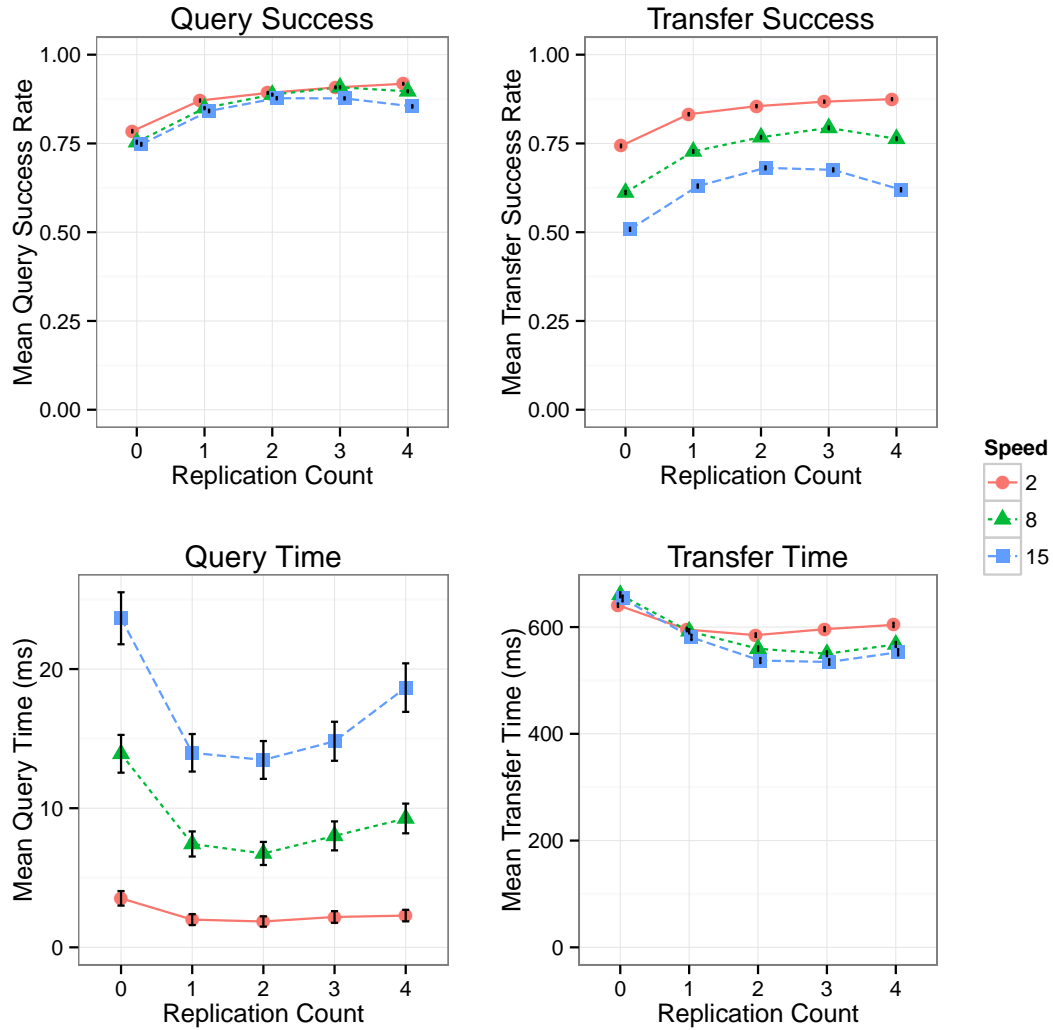 Query Success
Mean Query Success Rate
1.00
0.75
0.50
0.25
0.00
0 1 2 3 4
Replication Count
Transfer Success
Mean Transfer Success Rate
1.00
0.75
0.50
0.25
0.00
0 1 2 3 4
Replication Count
Speed
2
8
15
Query Time
Mean Query Time (ms)
20
10
0
0 1 2 3 4
Replication Count
Transfer Time
Mean Transfer Time (ms)
600
400
200
0
0 1 2 3 4
Replication Count